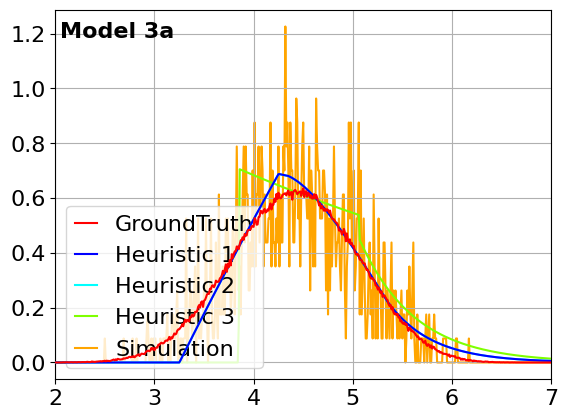 Model 3a
1.2
1.0
0.8
0.6
0.4
0.2
0.0
GroundTruth
Heuristic 1
Heuristic 2
Heuristic 3
Simulation
2 3 4 5 6 7